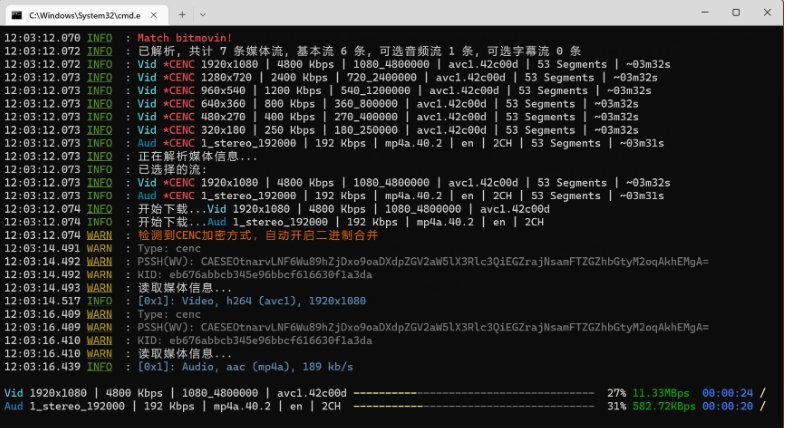 C:\Windows\System32\cmd.e
12:03:12.070 INFO : Match bitmovin!
12:03:12.072 INFO : 已解析, 共计 7 条媒体流, 基本流 6 条, 可选音频流 1 条, 可选字幕流 0 条
12:03:12.072 INFO : Vid *CENC 1920x1080 | 4800 Kbps | 1080_4800000 | avc1.42c00d | 53 Segments | ~03m32s
12:03:12.073 INFO : Vid *CENC 1280x720 | 2400 Kbps | 720_2400000 | avc1.42c00d | 53 Segments | ~03m32s
12:03:12.073 INFO : Vid *CENC 960x540 | 1200 Kbps | 540_1200000 | avc1.42c00d | 53 Segments | ~03m32s
12:03:12.073 INFO : Vid *CENC 640x360 | 800 Kbps | 360_800000 | avc1.42c00d | 53 Segments | ~03m32s
12:03:12.073 INFO : Vid *CENC 480x270 | 400 Kbps | 270_400000 | avc1.42c00d | 53 Segments | ~03m32s
12:03:12.073 INFO : Vid *CENC 320x180 | 250 Kbps | 180_250000 | avc1.42c00d | 53 Segments | ~03m32s
12:03:12.073 INFO : Aud *CENC 1_stereo_192000 | 192 Kbps | mp4a.40.2 | en | 2CH | 53 Segments | ~03m31s
12:03:12.073 INFO : 正在解析媒体信息...
12:03:12.073 INFO : 已选择的流:
12:03:12.073 INFO : Vid *CENC 1920x1080 | 4800 Kbps | 1080_4800000 | avc1.42c00d | 53 Segments | ~03m32s
12:03:12.073 INFO : Aud *CENC 1_stereo_192000 | 192 Kbps | mp4a.40.2 | en | 2CH | 53 Segments | ~03m31s
12:03:12.074 INFO : 开始下载...Vid 1920x1080 | 4800 Kbps | 1080_4800000 | avc1.42c00d
12:03:12.074 INFO : 开始下载...Aud 1_stereo_192000 | 192 Kbps | mp4a.40.2 | en | 2CH
12:03:12.074 WARN : 检测到CENC加密方式, 自动开启二进制合并
12:03:14.491 WARN : Type: cenc
12:03:14.492 WARN : PSSH(WV): CAESEOtnarvLNF6Wu89hZjDxo9oaDXdpZGV2aW5lX3Rlc3QiEGZrajNsamFTZGZhbGtyM2oqAkhEMgA=
12:03:14.492 WARN : KID: eb676abbcb345e96bbcf616630f1a3da
12:03:14.493 WARN : 读取媒体信息...
12:03:14.517 INFO : [0x1]: Video, h264 (avc1), 1920x1080
12:03:16.409 WARN : Type: cenc
12:03:16.409 WARN : PSSH(WV): CAESEOtnarvLNF6Wu89hZjDxo9oaDXdpZGV2aW5lX3Rlc3QiEGZrajNsamFTZGZhbGtyM2oqAkhEMgA=
12:03:16.410 WARN : KID: eb676abbcb345e96bbcf616630f1a3da
12:03:16.410 WARN : 读取媒体信息...
12:03:16.439 INFO : [0x1]: Audio, aac (mp4a), 189 kb/s
Vid 1920x1080 | 4800 Kbps | 1080_4800000 | avc1.42c00d ------------------------------ 27% 11.33MBps 00:00:24 /
Aud 1_stereo_192000 | 192 Kbps | mp4a.40.2 | en | 2CH ------------------------------ 31% 582.72KBps 00:00:20 /